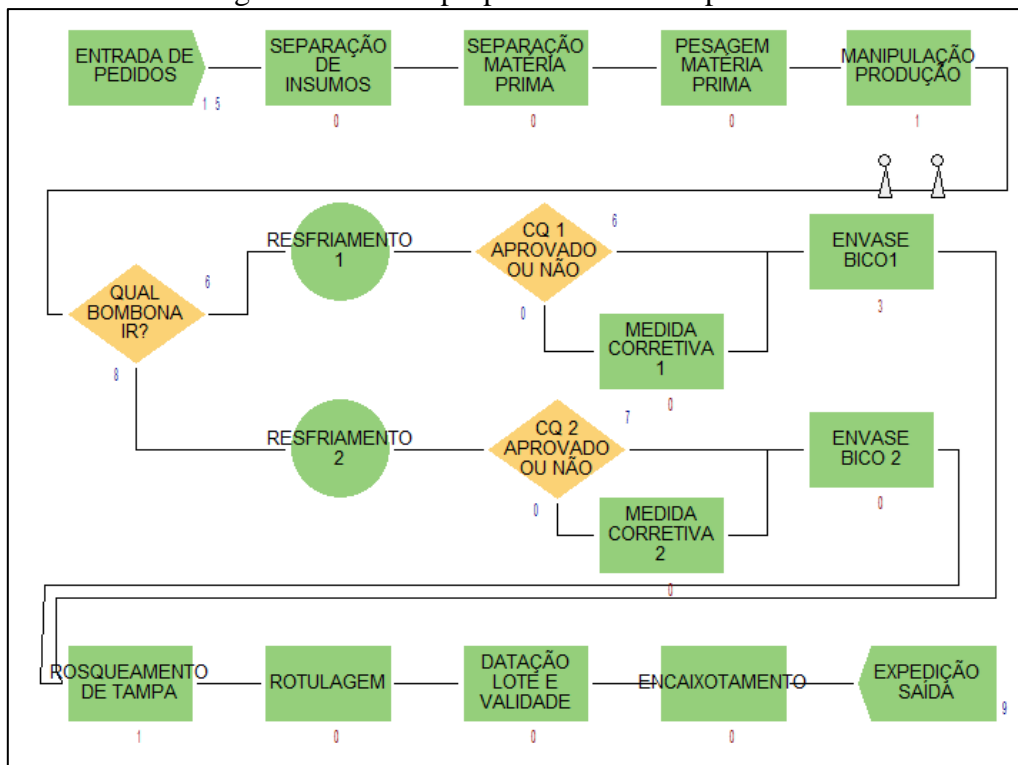 ENTRADA DE
PEDIDOS
1 5
SEPARAÇÃO
DE
INSUMOS
0
SEPARAÇÃO
MATÉRIA
PRIMA
0
PESAGEM
MATÉRIA
PRIMA
0
MANIPULAÇÃO
PRODUÇÃO
1
QUAL
BOMBONA
IR?
6
8
RESFRIAMENTO
1
CQ 1
APROVADO
OU NÃO
6
0
MEDIDA
CORRETIVA
1
0
ENVASE
BICO1
3
RESFRIAMENTO
2
CQ 2
APROVADO
OU NÃO
7
0
MEDIDA
CORRETIVA
2
0
ENVASE
BICO 2
0
ROSQUEAMENTO
DE TAMPA
1
ROTULAGEM
0
DATAÇÃO
LOTE E
VALIDADE
0
ENCAIXOTAMENTO
0
EXPEDIÇÃO
SAÍDA
9